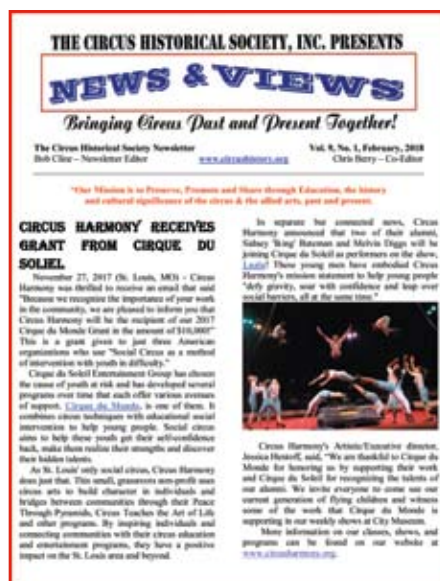 THE CIRCUS HISTORICAL SOCIETY, INC. PRESENTS
NEWS & VIEWS
Bringing Circus Past and Present Together!
The Circus Historical Society Newsletter
Vol. 9, No. 1, February, 2018
Bob Cline – Newsletter Editor
www.circushistory.org
Chris Berry – Co-Editor
"Our Mission is to Preserve, Promote and Share through Education, the history
and cultural significance of the circus & the allied arts, past and present.
CIRCUS HARMONY RECEIVES
GRANT FROM CIRQUE DU
SOLIEL
November 27, 2017 (St. Louis, MO) – Circus
Harmony was thrilled to receive an email that said
"Because we recognize the importance of your work
in the community, we are pleased to inform you that
Circus Harmony will be the recipient of our 2017
Cirque du Monde Grant in the amount of $10,000!"
This is a grant given to just three American
organizations who use "Social Circus as a method
of intervention with youth in difficulty."
Cirque du Soleil Entertainment Group has chosen
the cause of youth at risk and has developed several
programs over time that each offer various avenues
of support. Cirque du Monde, is one of them. It
combines circus techniques with educational social
intervention to help young people. Social circus
aims to help these youth get their self-confidence
back, make them realize their strengths and discover
their hidden talents.
As St. Louis' only social circus, Circus Harmony
does just that. This small, grassroots non-profit uses
circus arts to build character in individuals and
bridges between communities through their Peace
Through Pyramids, Circus Teaches the Art of Life
and other programs. By inspiring individuals and
connecting communities with their circus education
and entertainment programs, they have a positive
impact on the St. Louis area and beyond.
In separate but connected news, Circus
Harmony announced that two of their alumni,
Sidney 'Iking' Bateman and Melvin Diggs will be
joining Cirque du Soleil as performers on the show,
Luzia! These young men have embodied Circus
Harmony's mission statement to help young people
"defy gravity, soar with confidence and leap over
social barriers, all at the same time."
Circus Harmony's Artistic/Executive director,
Jessica Hentoff, said, "We are thankful to Cirque du
Monde for honoring us by supporting their work
and Cirque du Soleil for recognizing the talents of
our alumni. We invite everyone to come see our
current generation of flying children and witness
some of the work that Cirque du Monde is
supporting in our weekly shows at City Museum.
More information on our classes, shows, and
programs can be found on our website at
www.circusharmony.org.